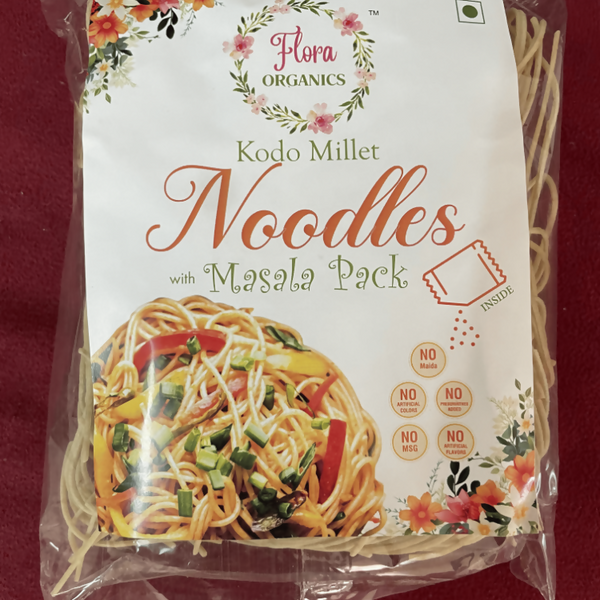 TM
Flora
ORGANICS
Kodo Millet
Noodles
with Masala Pack
INSIDE
NO
Maida
NO
ARTIFICIAL
COLORS
NO
PRESERVATIVES
ADDED
NO
MSG
NO
ARTIFICIAL
FLAVORS